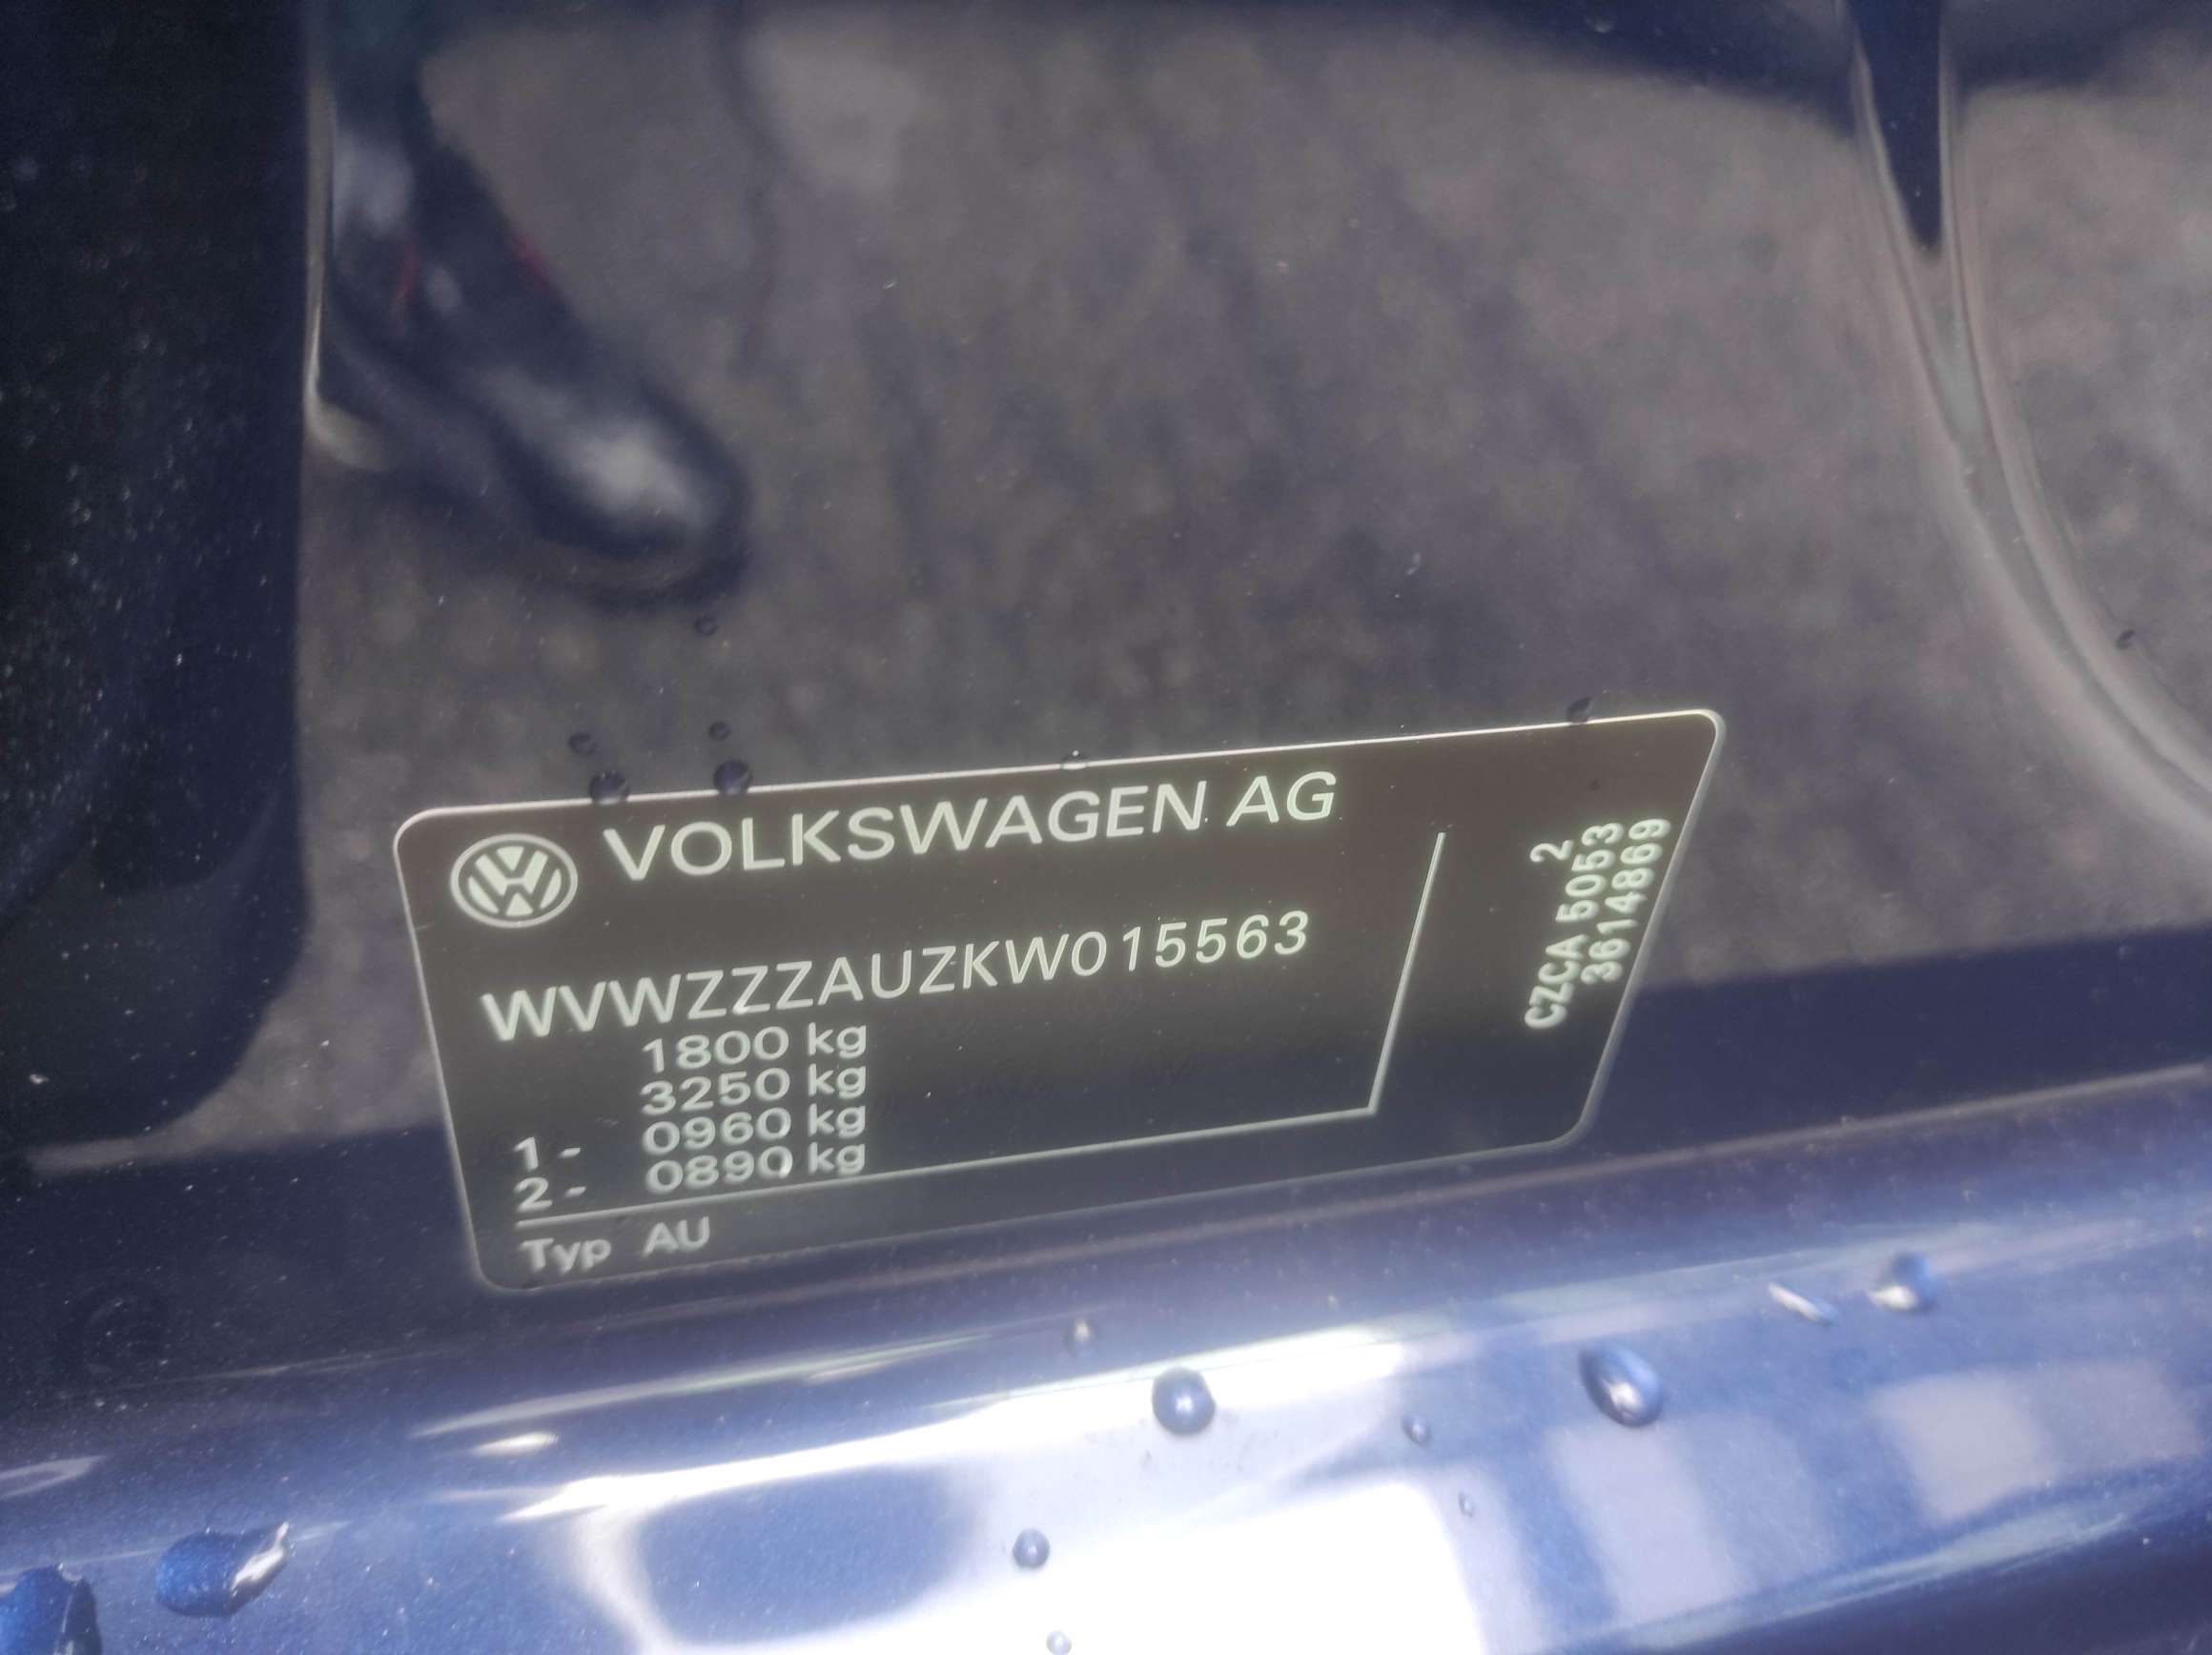 VOLKSWAGEN AG
WVWZZZAUZKW015563
1800 kg
3250 kg
1 - 0960 kg
2 - 0890 kg
Typ AU
2
CZCA 5053
3614869